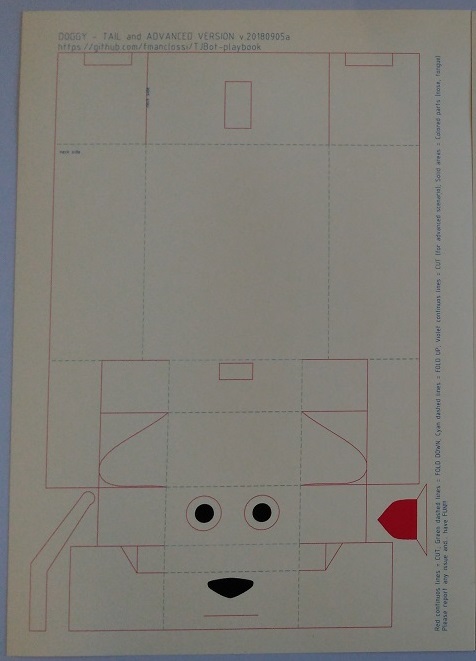 DOGGY - TAIL and ADVANCED VERSION v.20180905a
https://github.com/fmanclossi/TJBot-playbook
Red continuous lines = CUT, Green dashed lines = FOLD DOWN, Cyan dashed lines = FOLD UP, Violet continuos lines = CUT (for advanced scenario), Solid areas = Colored parts (nose, tongue)
Please report any issue and... have FUN!!!